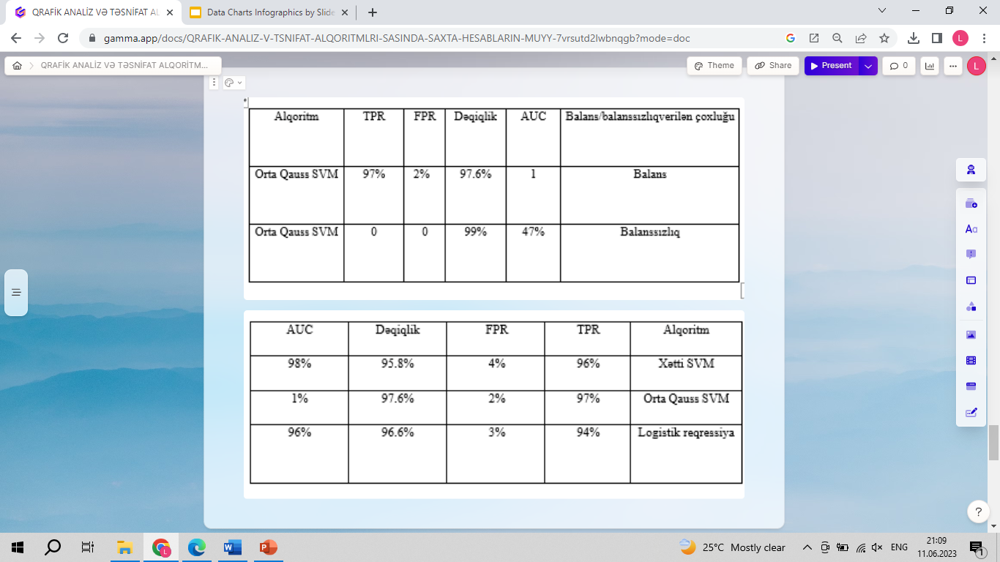 QRAFİK ANALİZ VƏ TƏSNİFAT AL
Data Charts Infographics by Slide
gamma.app/docs/QRAFIK-ANALIZ-V-TSNIFAT-ALQORITMLRI-SASINDA-SAXTA-HESABLARIN-MUYY-7vrsutd2lwbnqgb?mode=doc
L
QRAFİK ANALİZ VƏ TƏSNİFAT ALQORİTM...
Theme
Share
Present
0
L
Alqoritm TPR FPR Dəqiqlik AUC Balans/balanssızlıqverilən çoxluğu
Orta Qauss SVM 97% 2% 97.6% 1 Balans
Orta Qauss SVM 0 0 99% 47% Balanssızlıq
Aa
AUC Dəqiqlik FPR TPR Alqoritm
98% 95.8% 4% 96% Xətti SVM
1% 97.6% 2% 97% Orta Qauss SVM
96% 96.6% 3% 94% Logistik reqressiya
?
L
25°C Mostly clear
ENG
21:09
11.06.2023
1